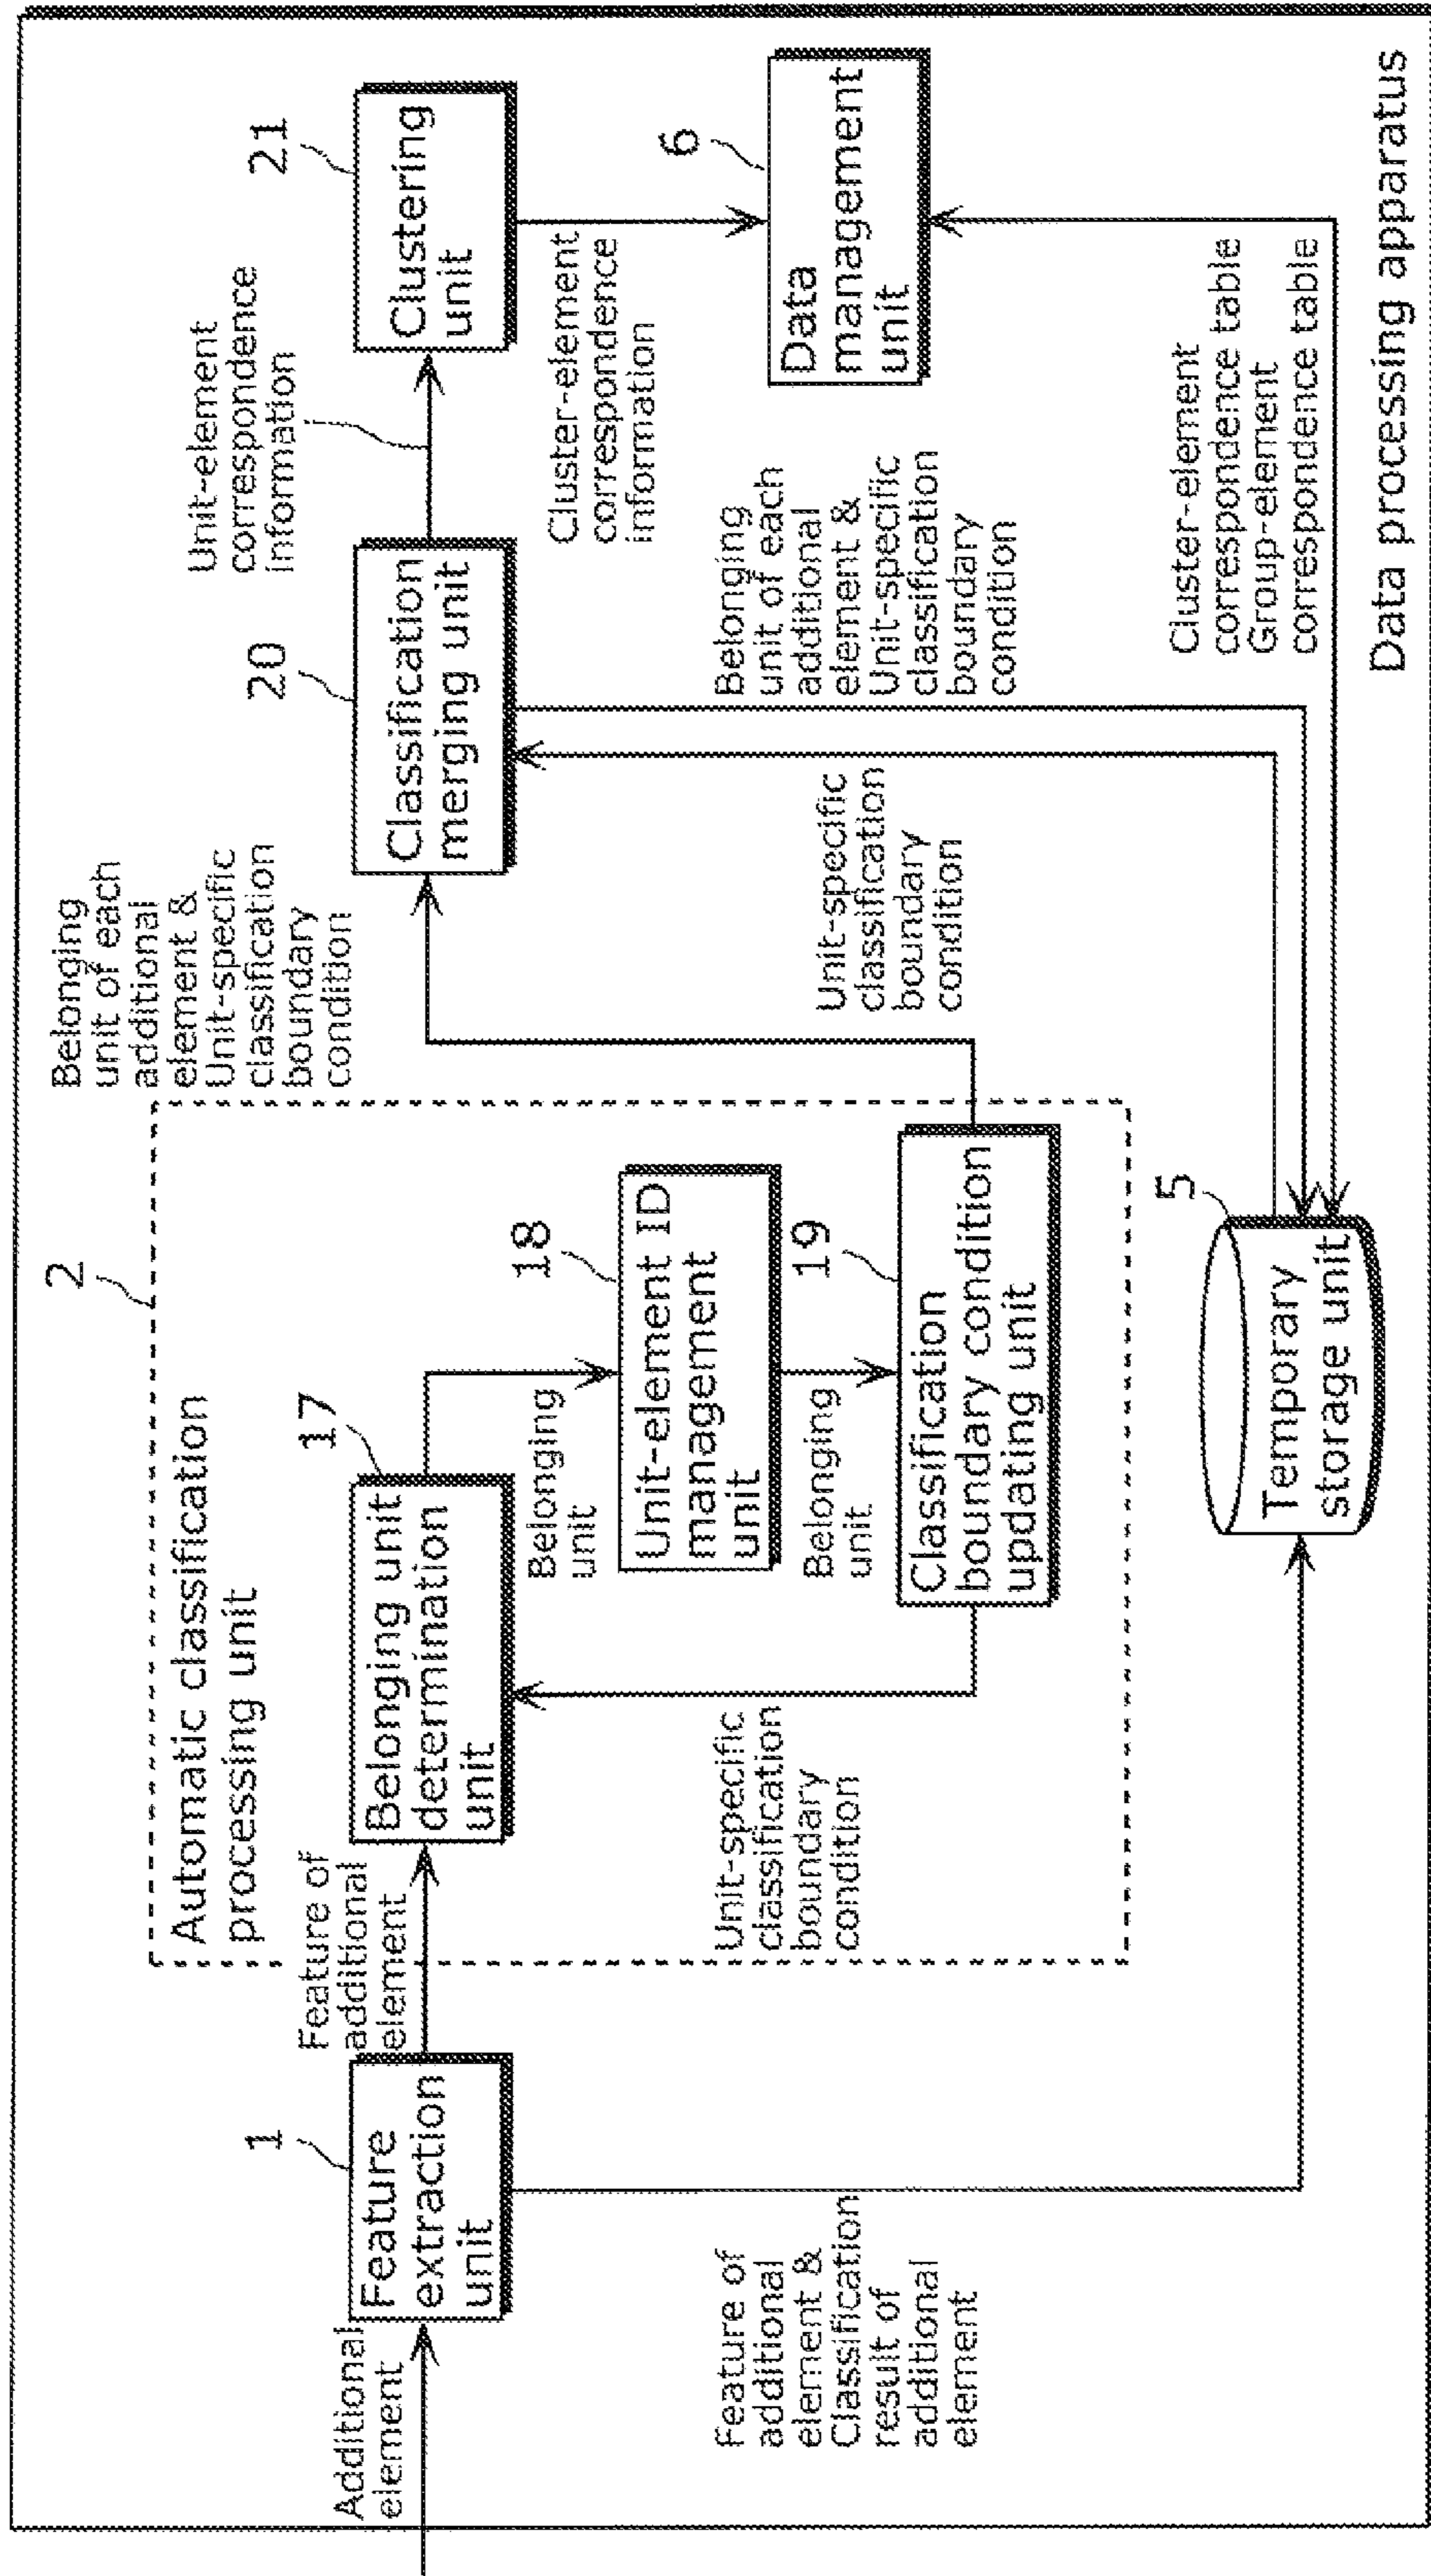 Additional
element
1
Feature
extraction
unit
Feature of
additional
element &
Classification
result of
additional
element
Feature of
additional
element
2
Automatic classification
processing unit
17
Belonging unit
determination
unit
Belonging
unit
18
Unit-element ID
management
unit
Belonging
unit
19
Classification
boundary condition
updating unit
Unit-specific
classification
boundary
condition
5
Temporary
storage unit
Belonging
unit of each
additional
element &
Unit-specific
classification
boundary
condition
20
Classification
merging unit
Unit-specific
classification
boundary
condition
Belonging
unit of each
additional
element &
Unit-specific
classification
boundary
condition
Unit-element
correspondence
information
21
Clustering
unit
Cluster-element
correspondence
information
6
Data
management
unit
Cluster-element
correspondence table
Group-element
correspondence table
Data processing apparatus